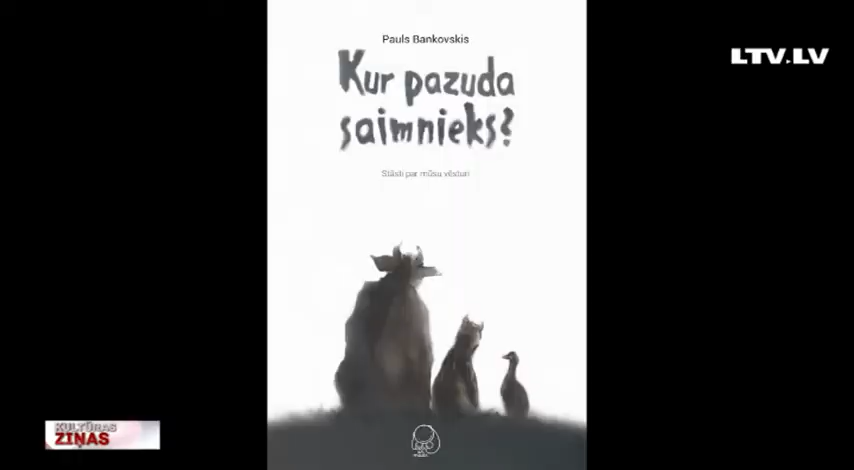 Pauls Bankovskis
LTV.LV
Kur pazuda
saimnieks?
Stāsti par mūsu vēsturi
KULTŪRAS
ZIŅAS